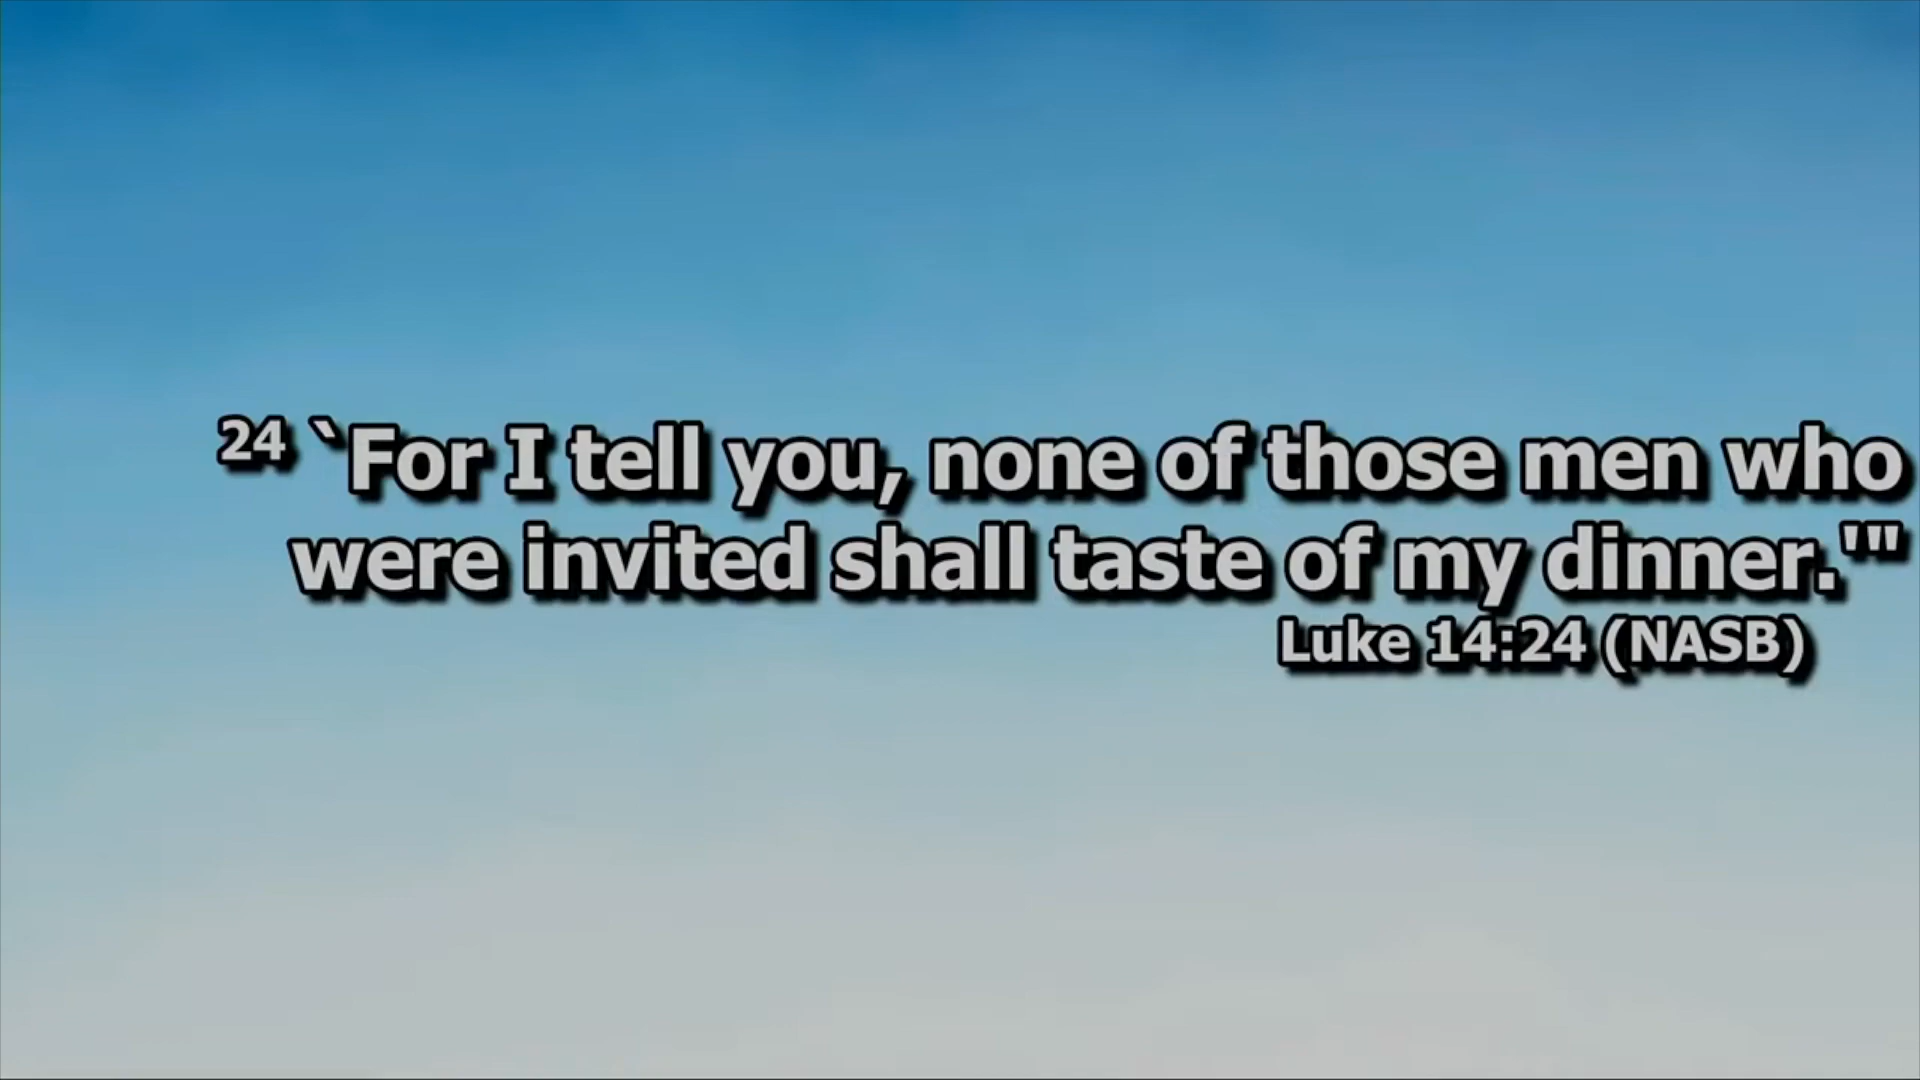 24 `For I tell you, none of those men who
were invited shall taste of my dinner.'"
Luke 14:24 (NASB)